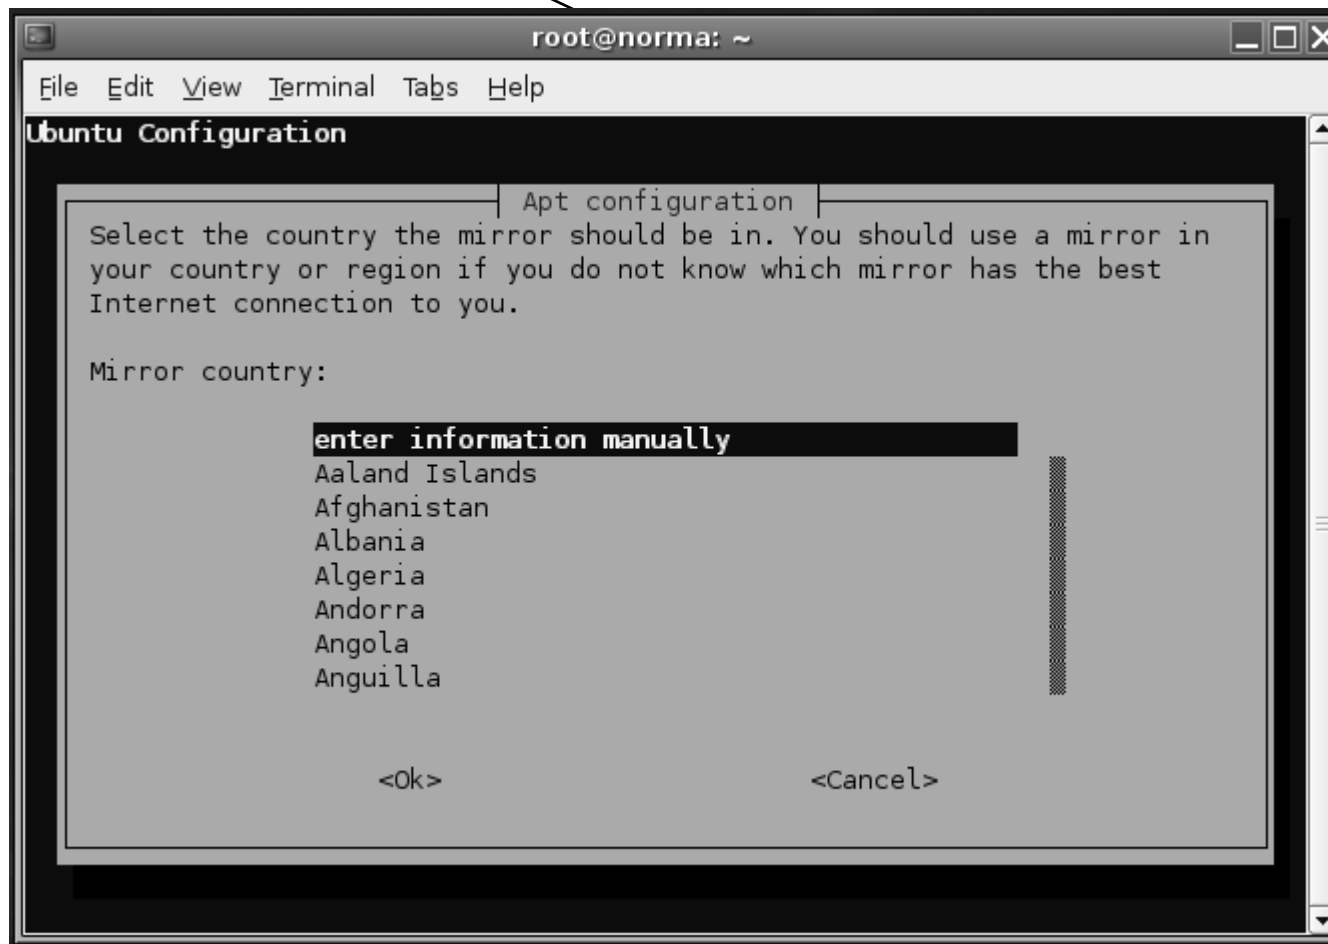 root@norma: ~
File Edit View Terminal Tabs Help
Ubuntu Configuration
Apt configuration
Select the country the mirror should be in. You should use a mirror in
your country or region if you do not know which mirror has the best
Internet connection to you.
Mirror country:
enter information manually
Aaland Islands
Afghanistan
Albania
Algeria
Andorra
Angola
Anguilla
<Ok> <Cancel>